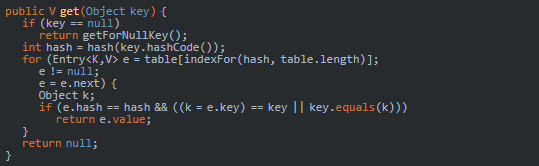 public V get(Object key) {
if (key == null)
return getForNullKey();
int hash = hash(key.hashCode());
for (Entry<K,V> e = table[indexFor(hash, table.length)];
e != null;
e = e.next) {
Object k;
if (e.hash == hash && ((k = e.key) == key || key.equals(k)))
return e.value;
}
return null;
}